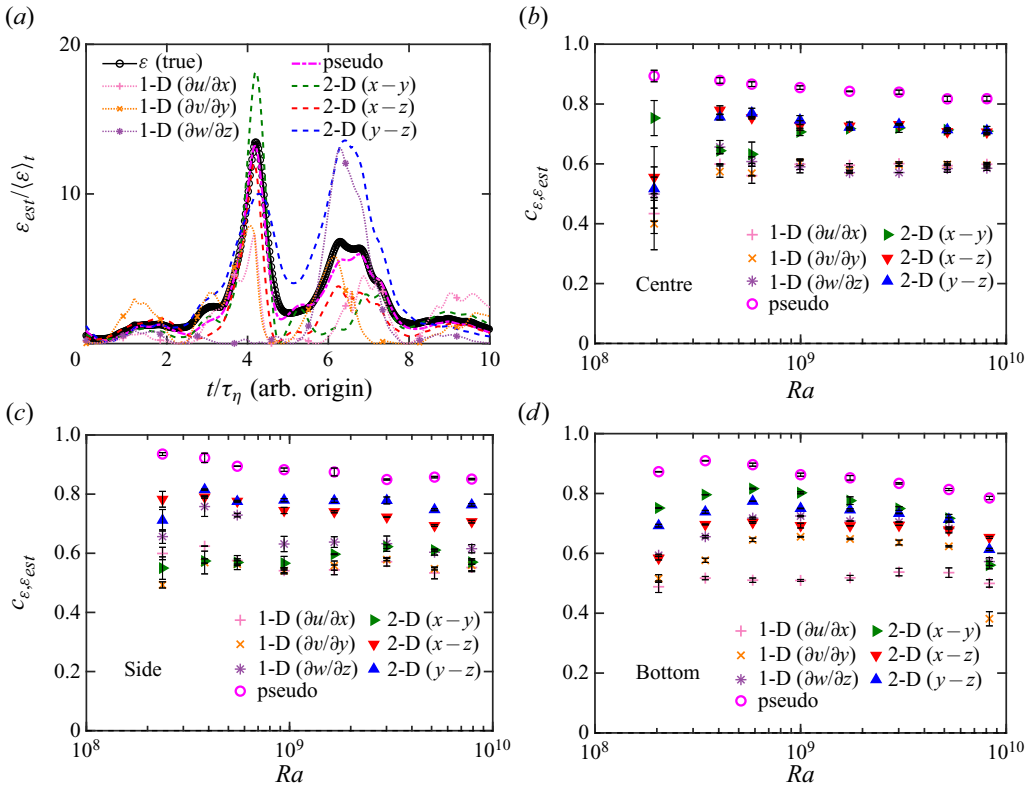 (a)
20
10
0
2
4
6
8
10
ε_est/⟨ε⟩_t
t/τ_η (arb. origin)
ε (true)
1-D (∂u/∂x)
1-D (∂v/∂y)
1-D (∂w/∂z)
pseudo
2-D (x – y)
2-D (x – z)
2-D (y – z)
(b)
1.0
0.8
0.6
0.4
0.2
0
10^8
10^9
10^10
c_ε,ε_est
Ra
Centre
1-D (∂u/∂x)
1-D (∂v/∂y)
1-D (∂w/∂z)
pseudo
2-D (x – y)
2-D (x – z)
2-D (y – z)
(c)
1.0
0.8
0.6
0.4
0.2
0
10^8
10^9
10^10
c_ε,ε_est
Ra
Side
1-D (∂u/∂x)
1-D (∂v/∂y)
1-D (∂w/∂z)
pseudo
2-D (x – y)
2-D (x – z)
2-D (y – z)
(d)
1.0
0.8
0.6
0.4
0.2
0
10^8
10^9
10^10
Ra
Bottom
1-D (∂u/∂x)
1-D (∂v/∂y)
1-D (∂w/∂z)
pseudo
2-D (x – y)
2-D (x – z)
2-D (y – z)